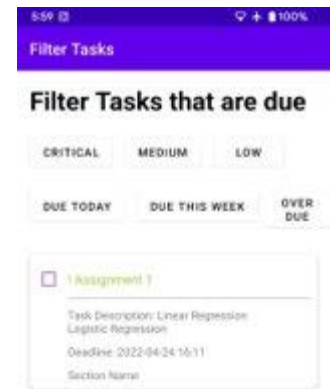 5:59
100%
Filter Tasks
Filter Tasks that are due
CRITICAL MEDIUM LOW
DUE TODAY DUE THIS WEEK OVER DUE
! Assignment 1
Task Description: Linear Regression
Logistic Regression
Deadline: 2022-04-24 16:11
Section Name